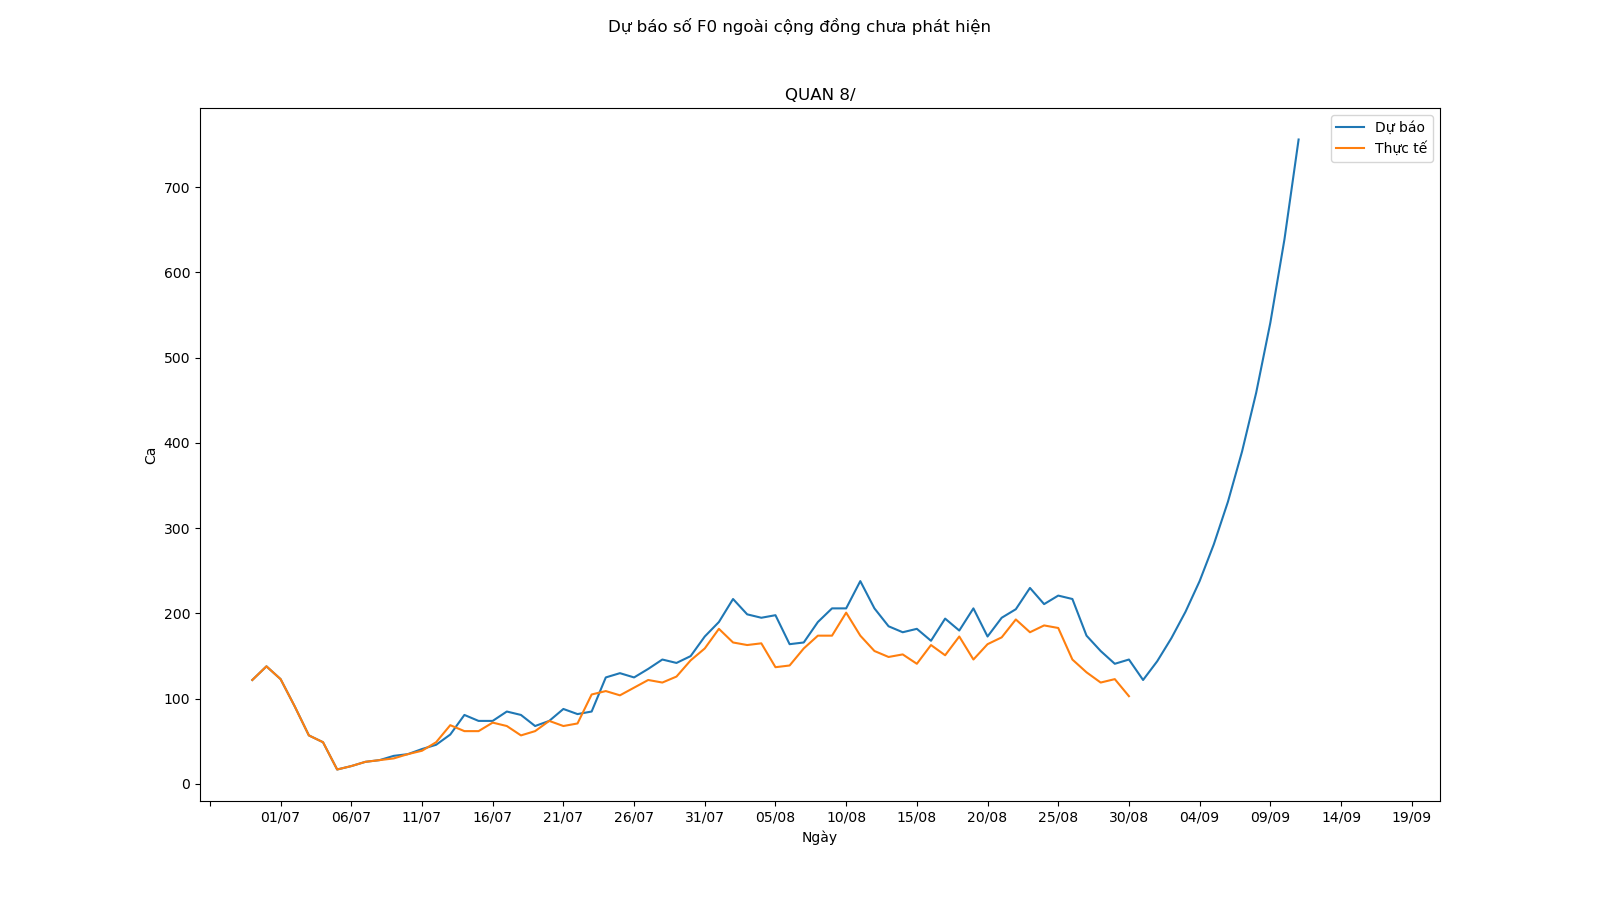 Dự báo số F0 ngoài cộng đồng chưa phát hiện
QUAN 8/
Dự báo
Thực tế
700
600
500
400
300
200
100
0
Ca
01/07 06/07 11/07 16/07 21/07 26/07 31/07 05/08 10/08 15/08 20/08 25/08 30/08 04/09 09/09 14/09 19/09
Ngày